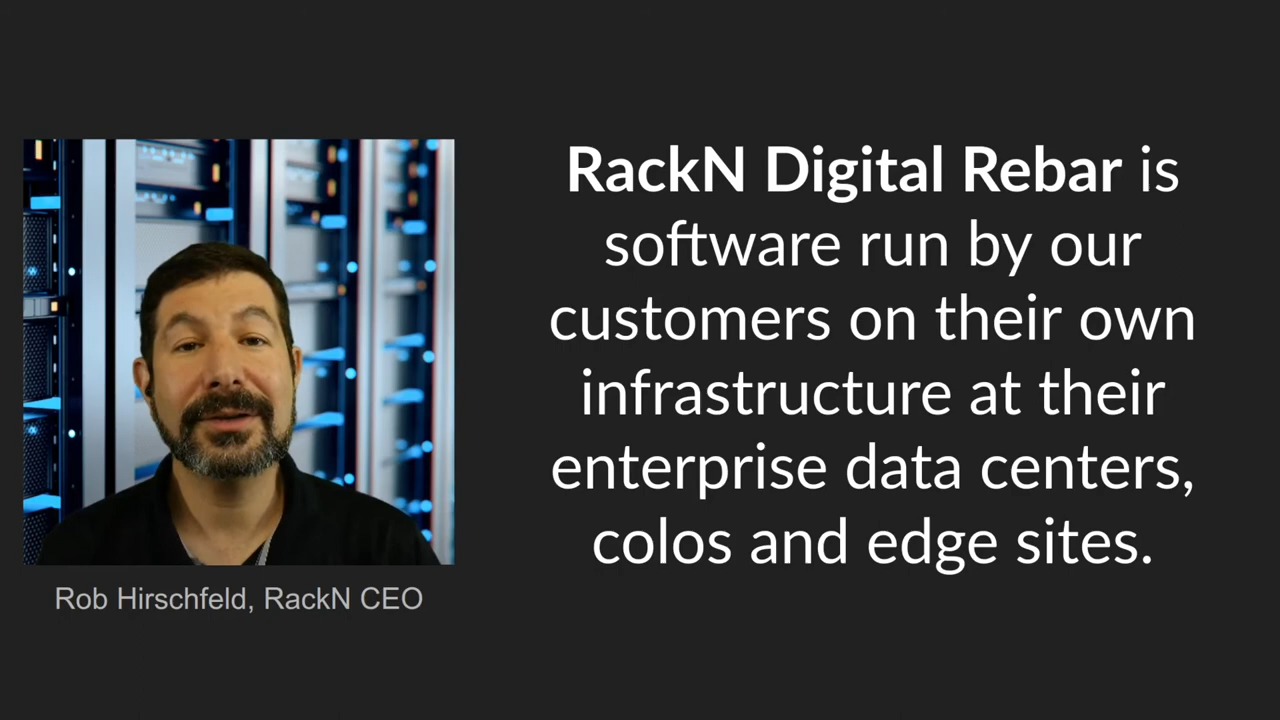 RackN Digital Rebar is
software run by our
customers on their own
infrastructure at their
enterprise data centers,
colos and edge sites.
Rob Hirschfeld, RackN CEO